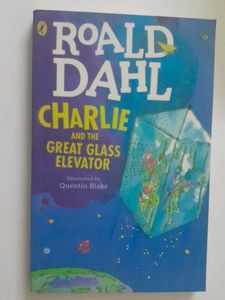 ROALD
DAHL
CHARLIE
AND THE
GREAT GLASS
ELEVATOR
Illustrated by
Quentin Blake